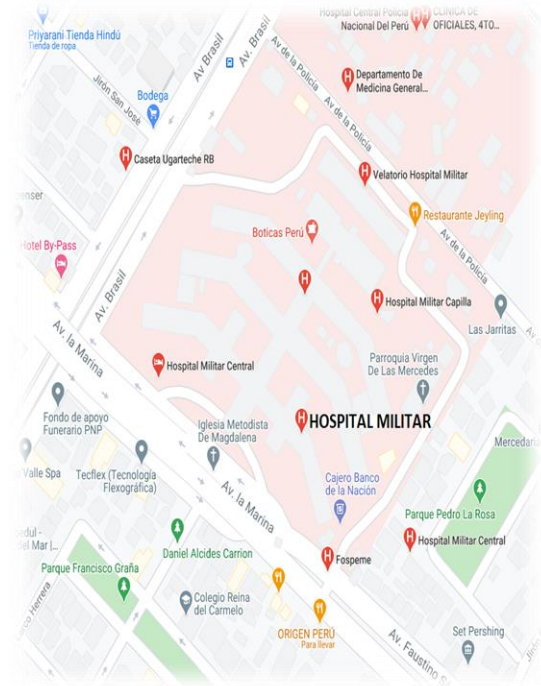 Hospital Central Policía
Nacional Del Perú
CLINICA DE
OFICIALES, 4TO...
Priyarani Tienda Hindú
Tienda de ropa
Av Brasil
Av. Brasil
Av de la Policía
Departamento De
Medicina General...
Jirón San José
Bodega
Av de la Policía
Caseta Ugarteche RB
Velatorio Hospital Militar
Restaurante Jeyling
Boticas Perú
Av de la Policía
Hotel By-Pass
Av. Brasil
Hospital Militar Capilla
Las Jarritas
Av. la Marina
Hospital Militar Central
Parroquia Virgen
De Las Mercedes
Fondo de apoyo
Funerario PNP
HOSPITAL MILITAR
Iglesia Metodista
De Magdalena
Valle Spa
Tecflex (Tecnología
Flexográfica)
Cajero Banco
de la Nación
Av. la Marina
Parque Pedro La Rosa
Hospital Militar Central
Daniel Alcides Carrion
Fospeme
Parque Francisco Graña
Colegio Reina
del Carmelo
ORIGEN PERÚ
Para llevar
Set Pershing
Av. Faustino